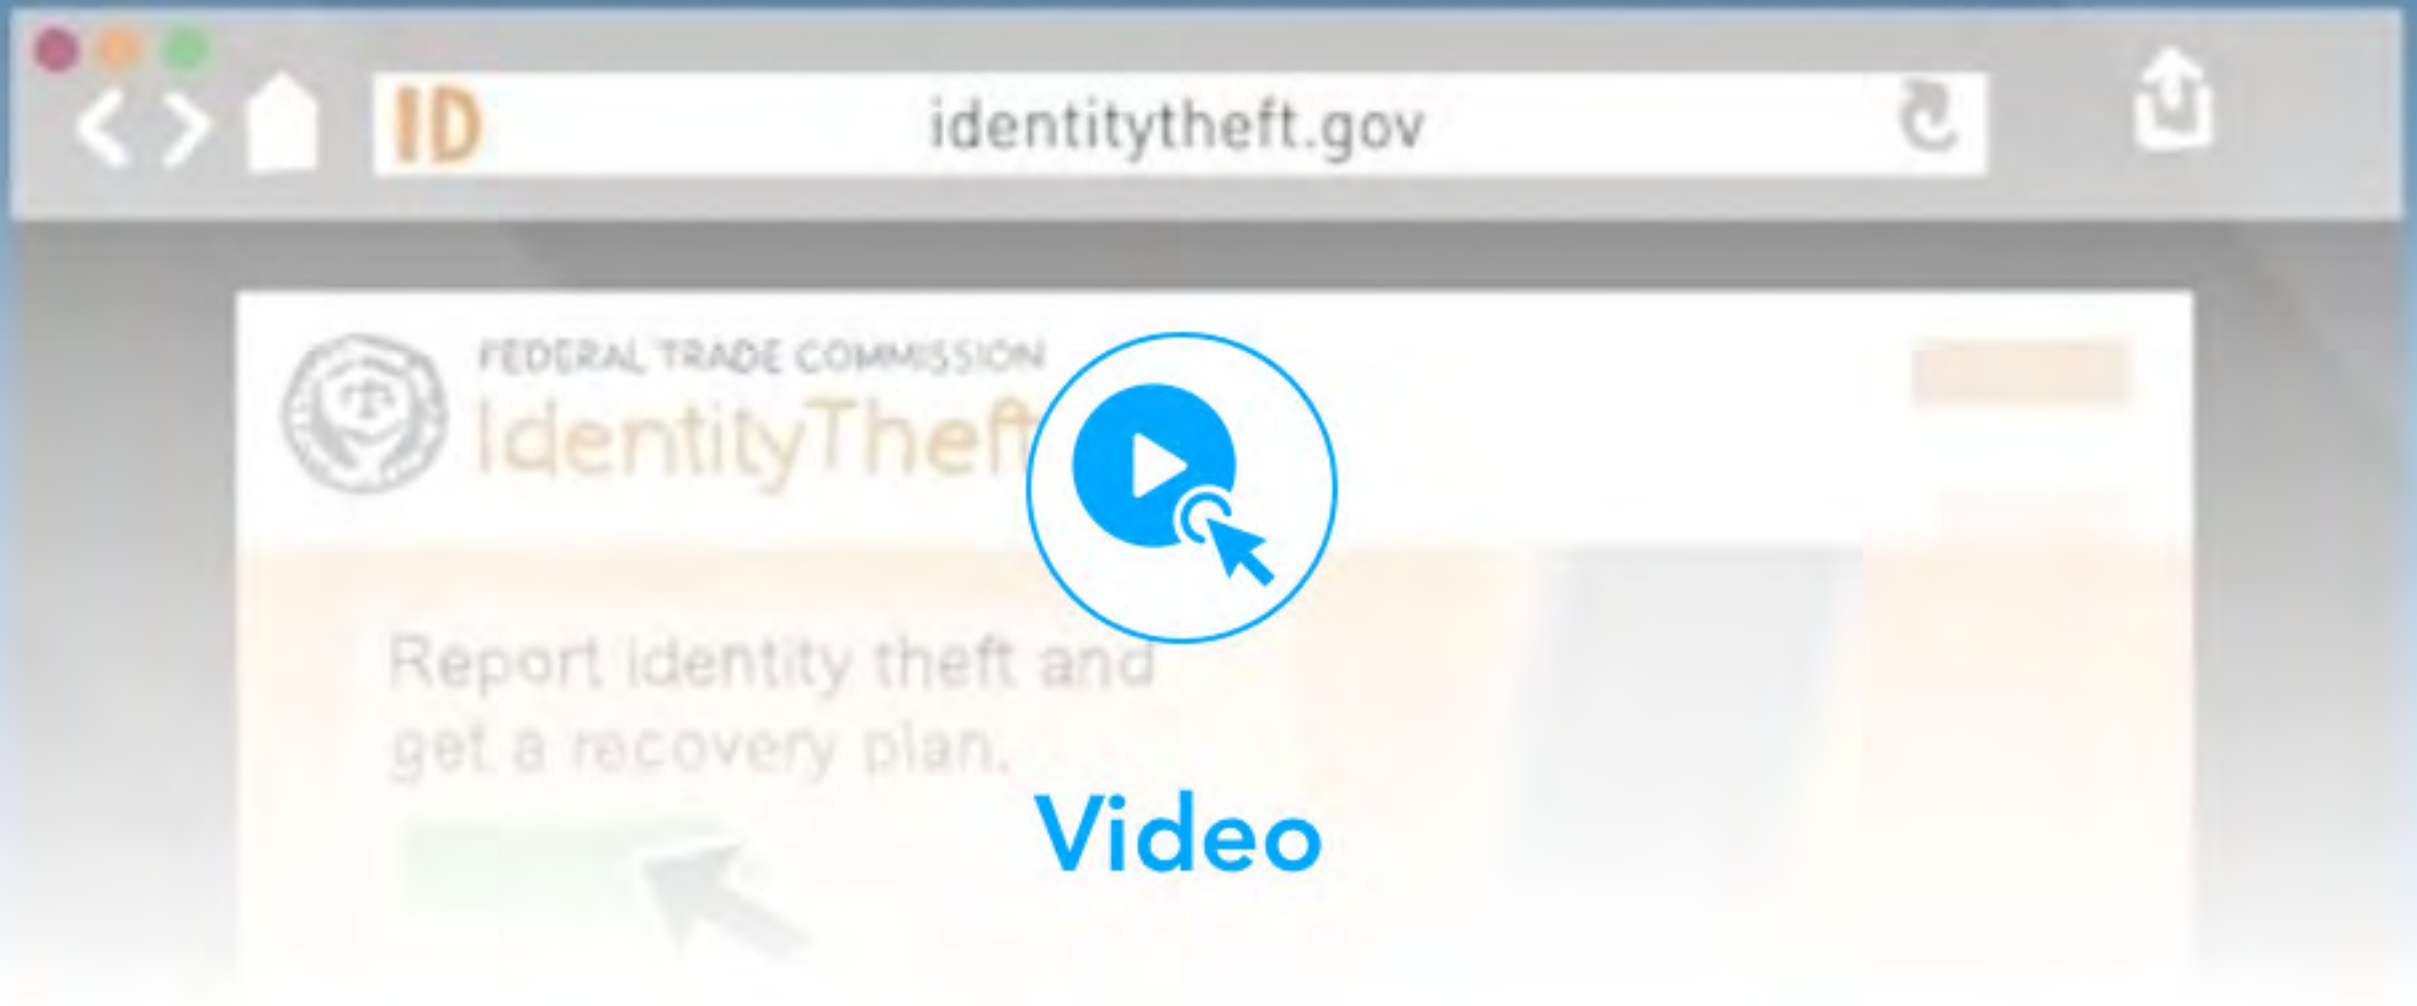 ID
identitytheft.gov
FEDERAL TRADE COMMISSION
IdentityTheft
Report identity theft and
get a recovery plan.
Video